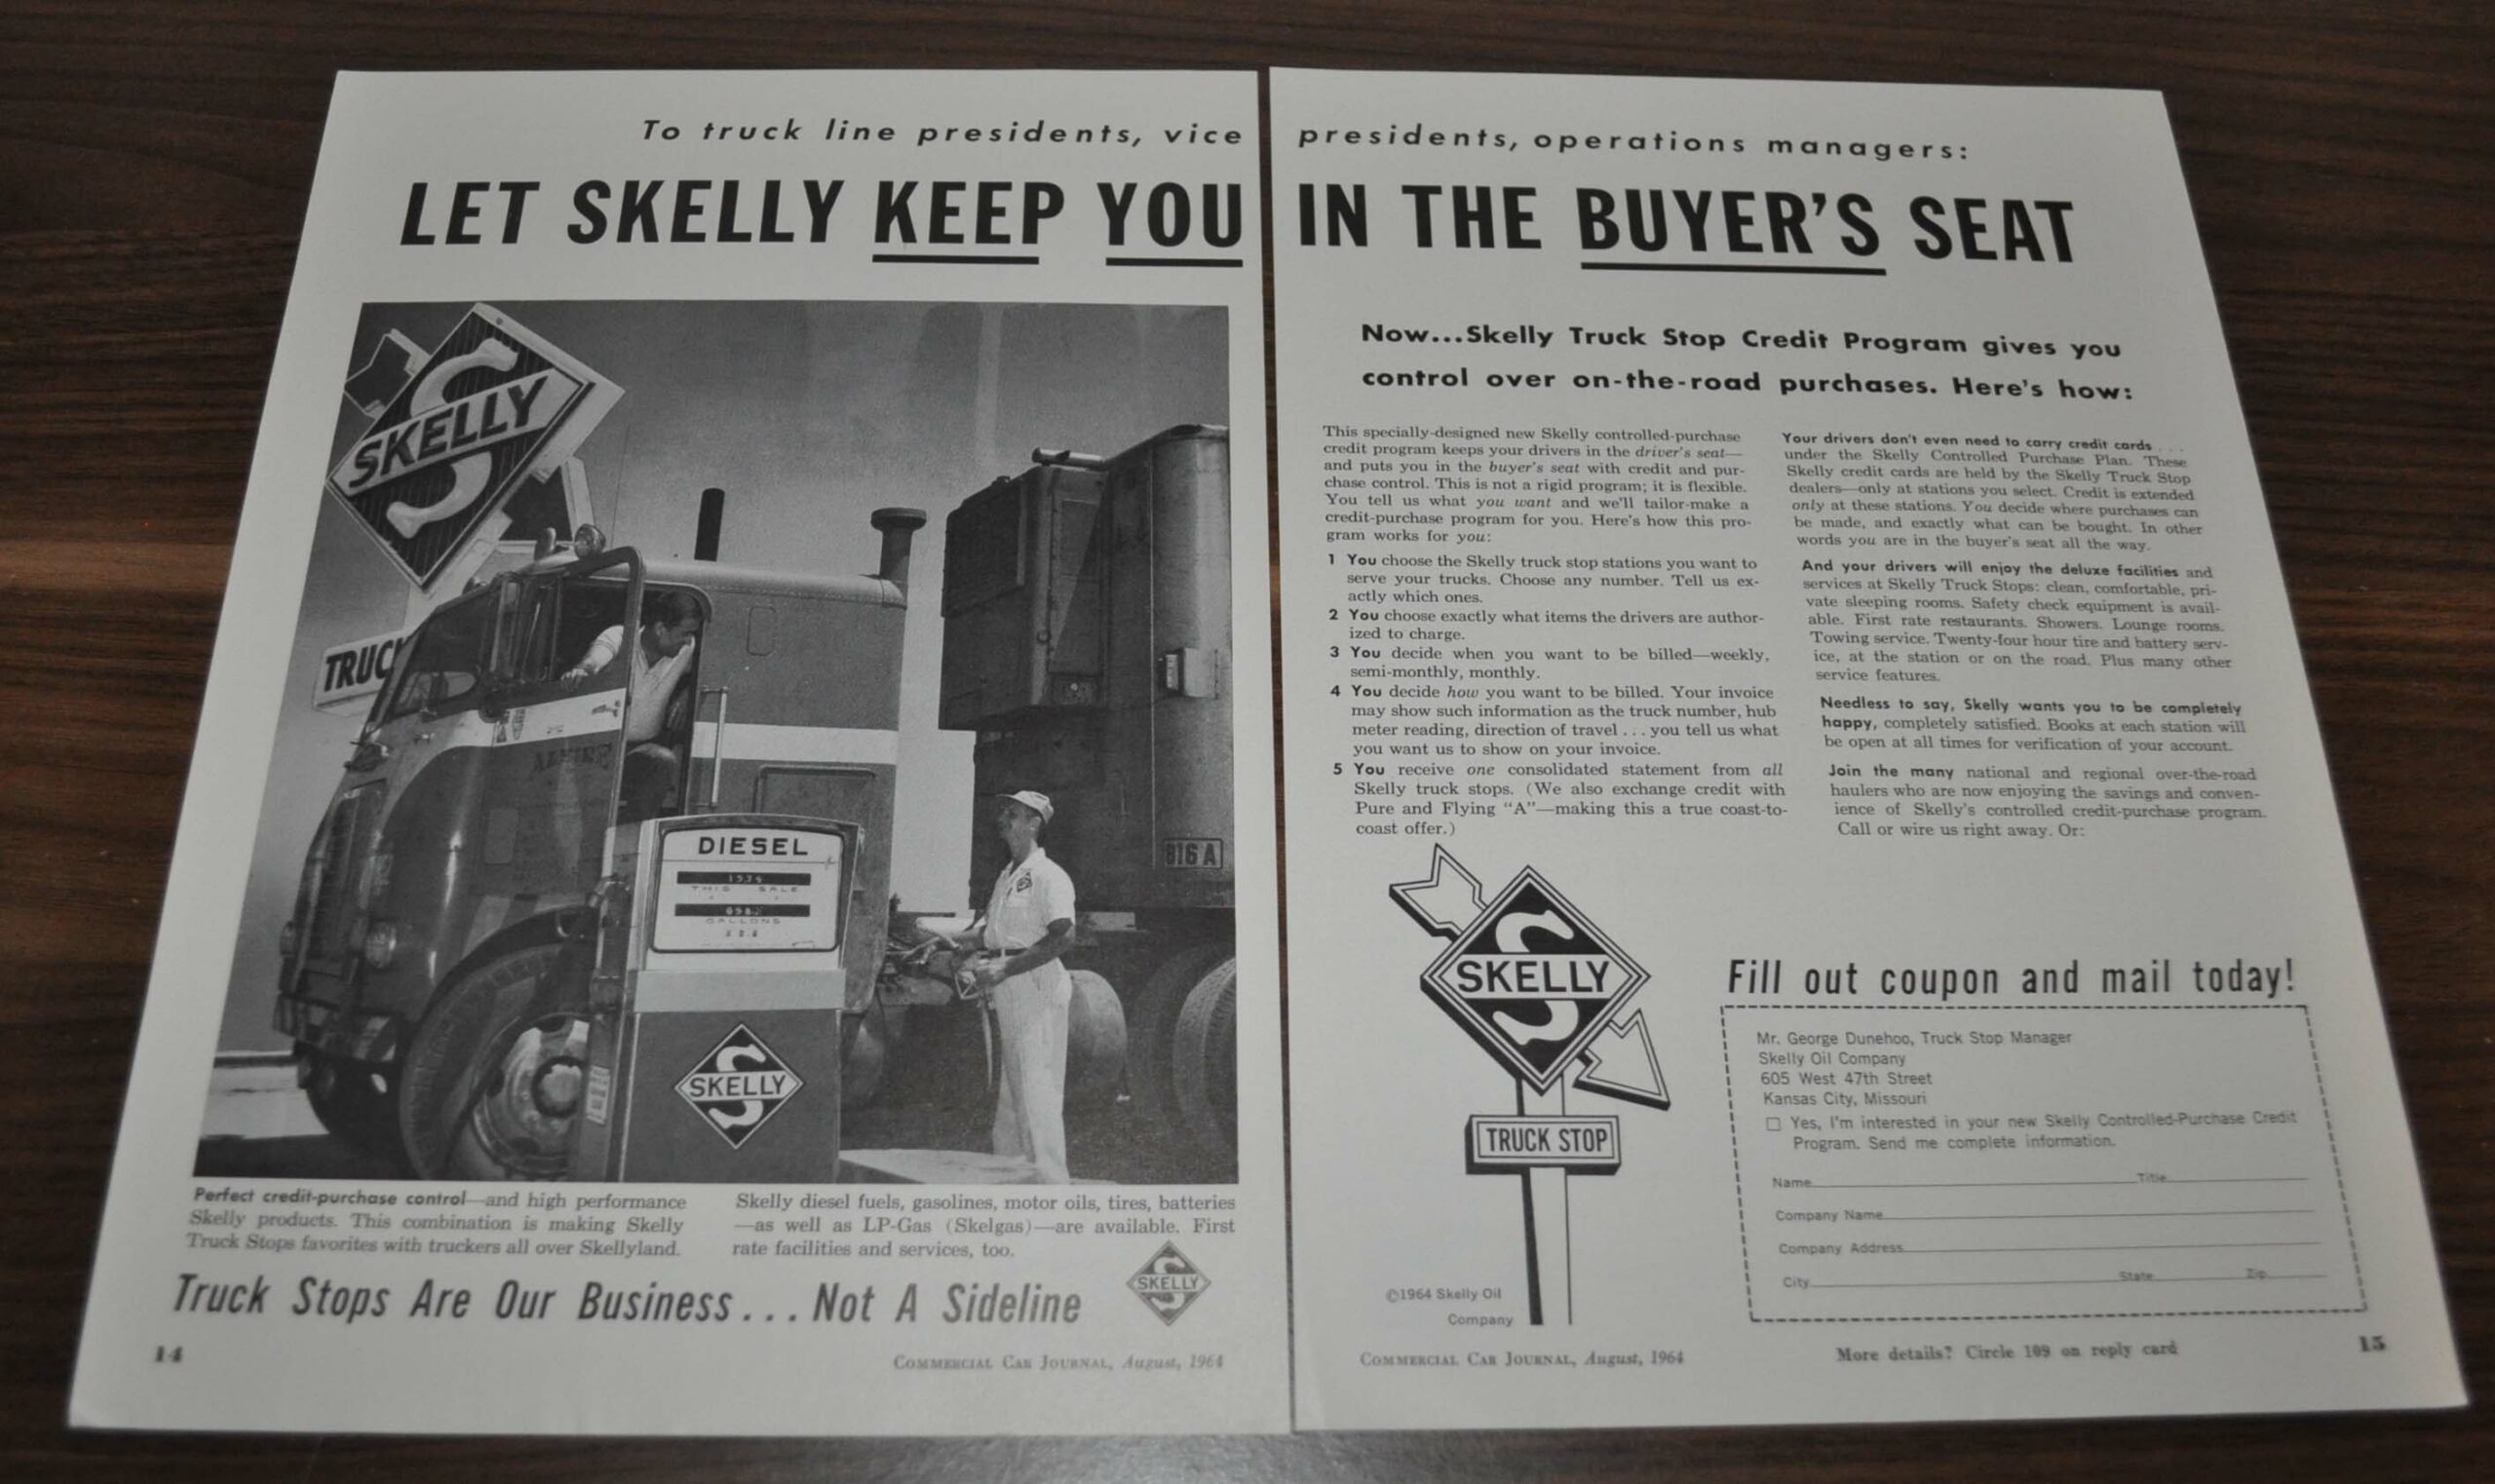 To truck line presidents, vice presidents, operations managers:
LET SKELLY KEEP YOU IN THE BUYER'S SEAT
SKELLY
TRUCK
DIESEL
THIS SALE
GALLONS
816 A
SKELLY
Perfect credit-purchase control—and high performance
Skelly products. This combination is making Skelly
Truck Stops favorites with truckers all over Skellyland.
Skelly diesel fuels, gasolines, motor oils, tires, batteries
—as well as LP-Gas (Skelgas)—are available. First
rate facilities and services, too.
Truck Stops Are Our Business... Not A Sideline
SKELLY
14
COMMERCIAL CAR JOURNAL, August, 1964
Now...Skelly Truck Stop Credit Program gives you
control over on-the-road purchases. Here's how:
This specially-designed new Skelly controlled-purchase
credit program keeps your drivers in the driver's seat—
and puts you in the buyer's seat with credit and pur-
chase control. This is not a rigid program; it is flexible.
You tell us what you want and we'll tailor-make a
credit-purchase program for you. Here's how this pro-
gram works for you:
1 You choose the Skelly truck stop stations you want to
serve your trucks. Choose any number. Tell us ex-
actly which ones.
2 You choose exactly what items the drivers are author-
ized to charge.
3 You decide when you want to be billed—weekly,
semi-monthly, monthly.
4 You decide how you want to be billed. Your invoice
may show such information as the truck number, hub
meter reading, direction of travel . . . you tell us what
you want us to show on your invoice.
5 You receive one consolidated statement from all
Skelly truck stops. (We also exchange credit with
Pure and Flying "A"—making this a true coast-to-
coast offer.)
Your drivers don't even need to carry credit cards . . .
under the Skelly Controlled Purchase Plan. These
Skelly credit cards are held by the Skelly Truck Stop
dealers—only at stations you select. Credit is extended
only at these stations. You decide where purchases can
be made, and exactly what can be bought. In other
words you are in the buyer's seat all the way.
And your drivers will enjoy the deluxe facilities and
services at Skelly Truck Stops: clean, comfortable, pri-
vate sleeping rooms. Safety check equipment is avail-
able. First rate restaurants. Showers. Lounge rooms.
Towing service. Twenty-four hour tire and battery serv-
ice, at the station or on the road. Plus many other
service features.
Needless to say, Skelly wants you to be completely
happy, completely satisfied. Books at each station will
be open at all times for verification of your account.
Join the many national and regional over-the-road
haulers who are now enjoying the savings and conven-
ience of Skelly's controlled credit-purchase program.
Call or wire us right away. Or:
SKELLY
TRUCK STOP
©1964 Skelly Oil
Company
Fill out coupon and mail today!
Mr. George Dunehoo, Truck Stop Manager
Skelly Oil Company
605 West 47th Street
Kansas City, Missouri
☐ Yes, I'm interested in your new Skelly Controlled-Purchase Credit
Program. Send me complete information.
Name Title
Company Name
Company Address
City State Zip
COMMERCIAL CAR JOURNAL, August, 1964
More details? Circle 109 on reply card
15